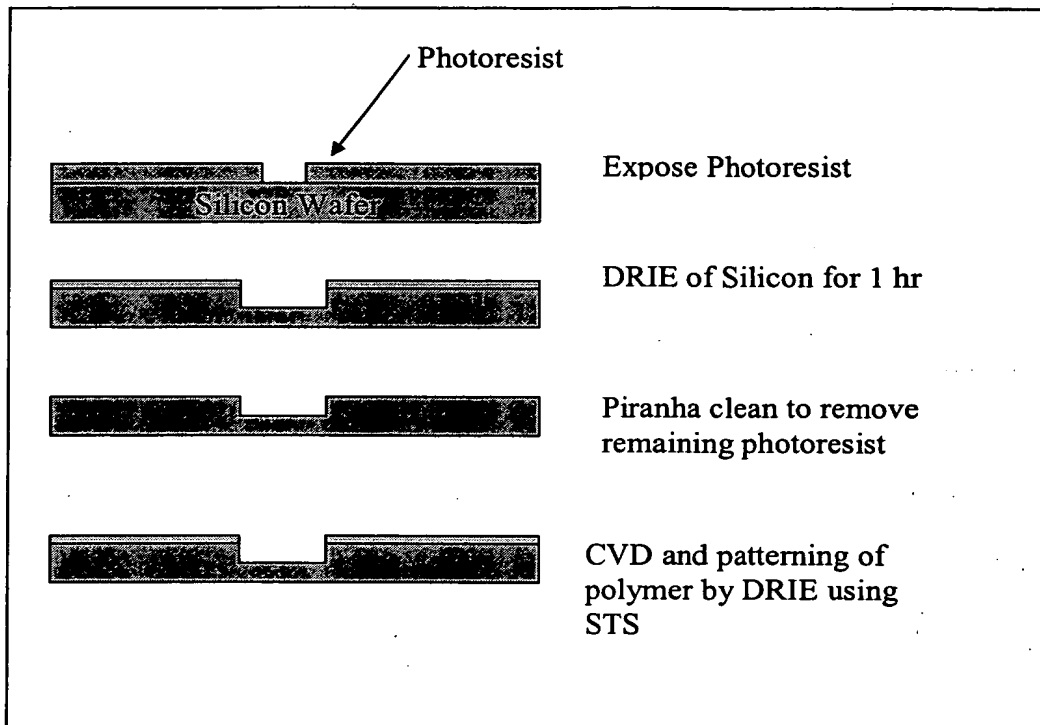 Photoresist
Expose Photoresist
Silicon Wafer
DRIE of Silicon for 1 hr
Piranha clean to remove
remaining photoresist
CVD and patterning of
polymer by DRIE using
STS